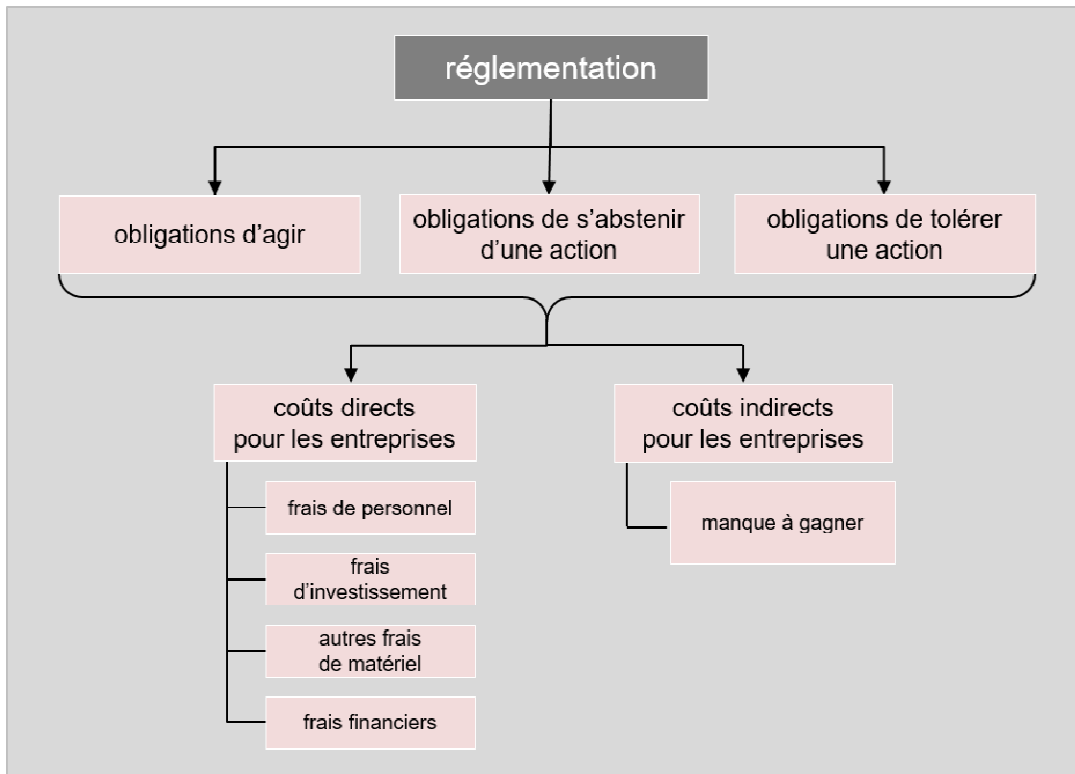 réglementation
obligations d'agir
obligations de s'abstenir
d'une action
obligations de tolérer
une action
coûts directs
pour les entreprises
coûts indirects
pour les entreprises
frais de personnel
manque à gagner
frais
d'investissement
autres frais
de matériel
frais financiers